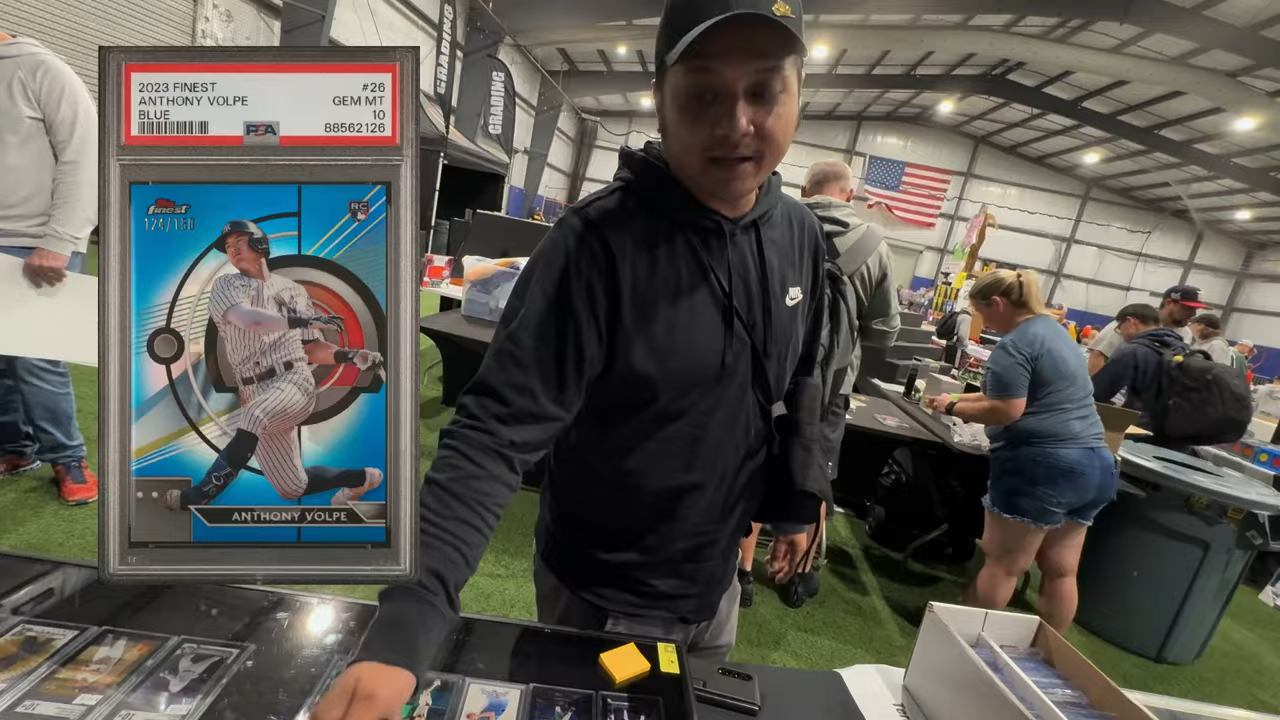 2023 FINEST #26
ANTHONY VOLPE GEM MT
BLUE 10
PSA 88562126
finest
RC
124/150
ANTHONY VOLPE
GRADING
GRADING